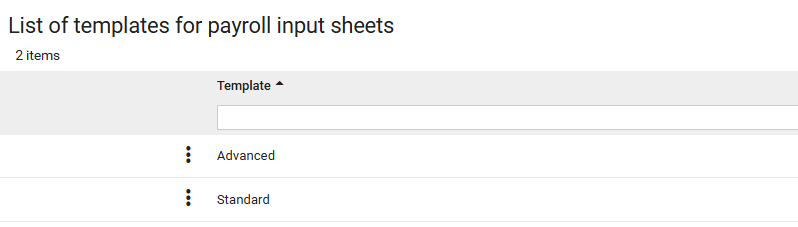 List of templates for payroll input sheets
2 items
Template
Advanced
Standard